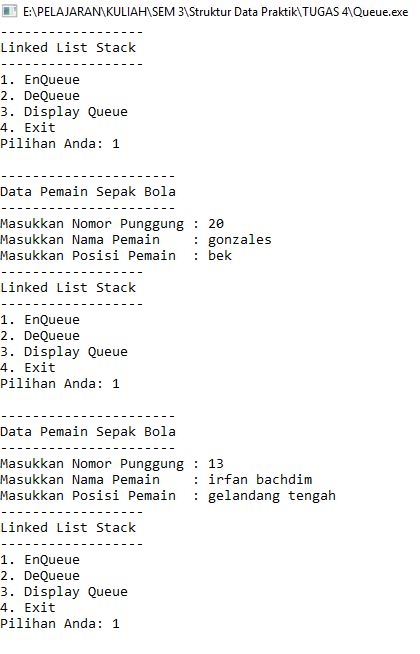 E:\PELAJARAN\KULIAH\SEM 3\Struktur Data Praktik\TUGAS 4\Queue.exe
------------------
Linked List Stack
------------------
1. EnQueue
2. DeQueue
3. Display Queue
4. Exit
Pilihan Anda: 1
----------------------
Data Pemain Sepak Bola
----------------------
Masukkan Nomor Punggung : 20
Masukkan Nama Pemain    : gonzales
Masukkan Posisi Pemain  : bek
------------------
Linked List Stack
------------------
1. EnQueue
2. DeQueue
3. Display Queue
4. Exit
Pilihan Anda: 1
----------------------
Data Pemain Sepak Bola
----------------------
Masukkan Nomor Punggung : 13
Masukkan Nama Pemain    : irfan bachdim
Masukkan Posisi Pemain  : gelandang tengah
------------------
Linked List Stack
------------------
1. EnQueue
2. DeQueue
3. Display Queue
4. Exit
Pilihan Anda: 1